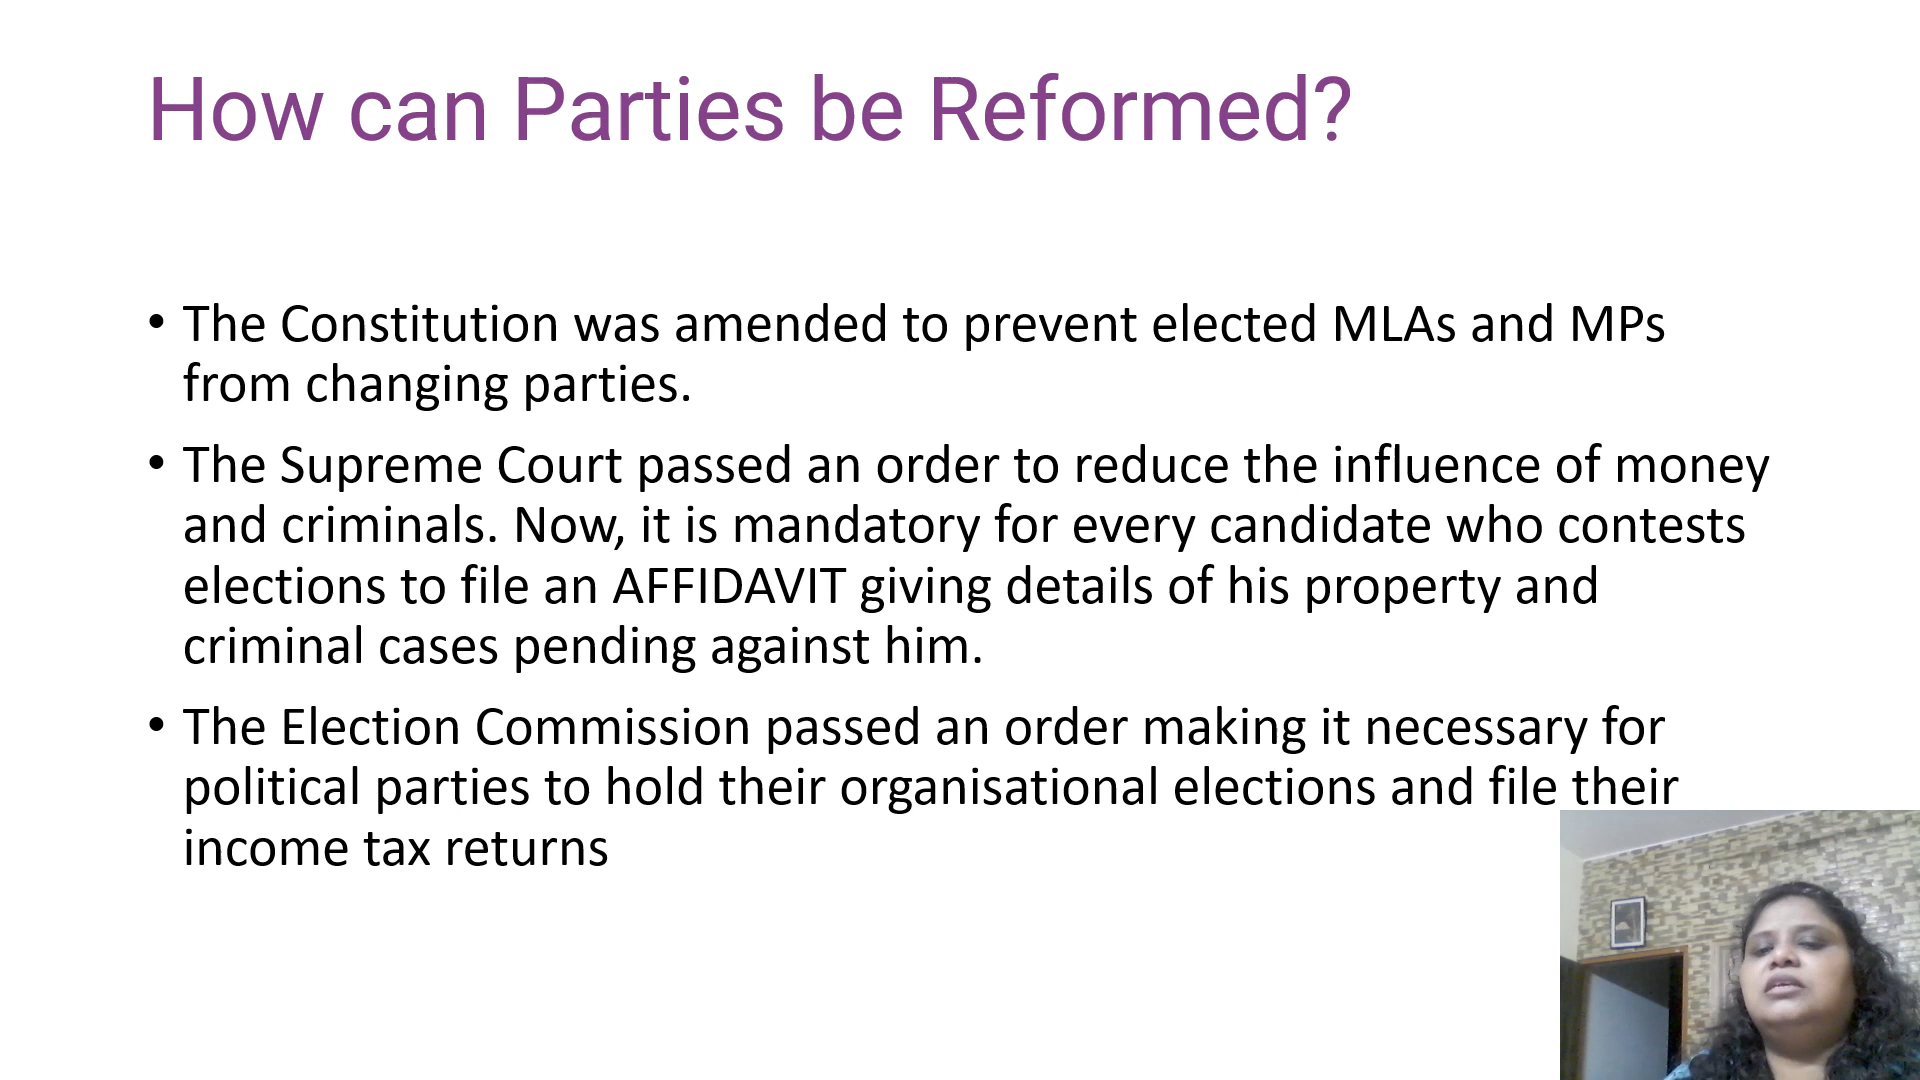 How can Parties be Reformed?
• The Constitution was amended to prevent elected MLAs and MPs
from changing parties.
• The Supreme Court passed an order to reduce the influence of money
and criminals. Now, it is mandatory for every candidate who contests
elections to file an AFFIDAVIT giving details of his property and
criminal cases pending against him.
• The Election Commission passed an order making it necessary for
political parties to hold their organisational elections and file their
income tax returns